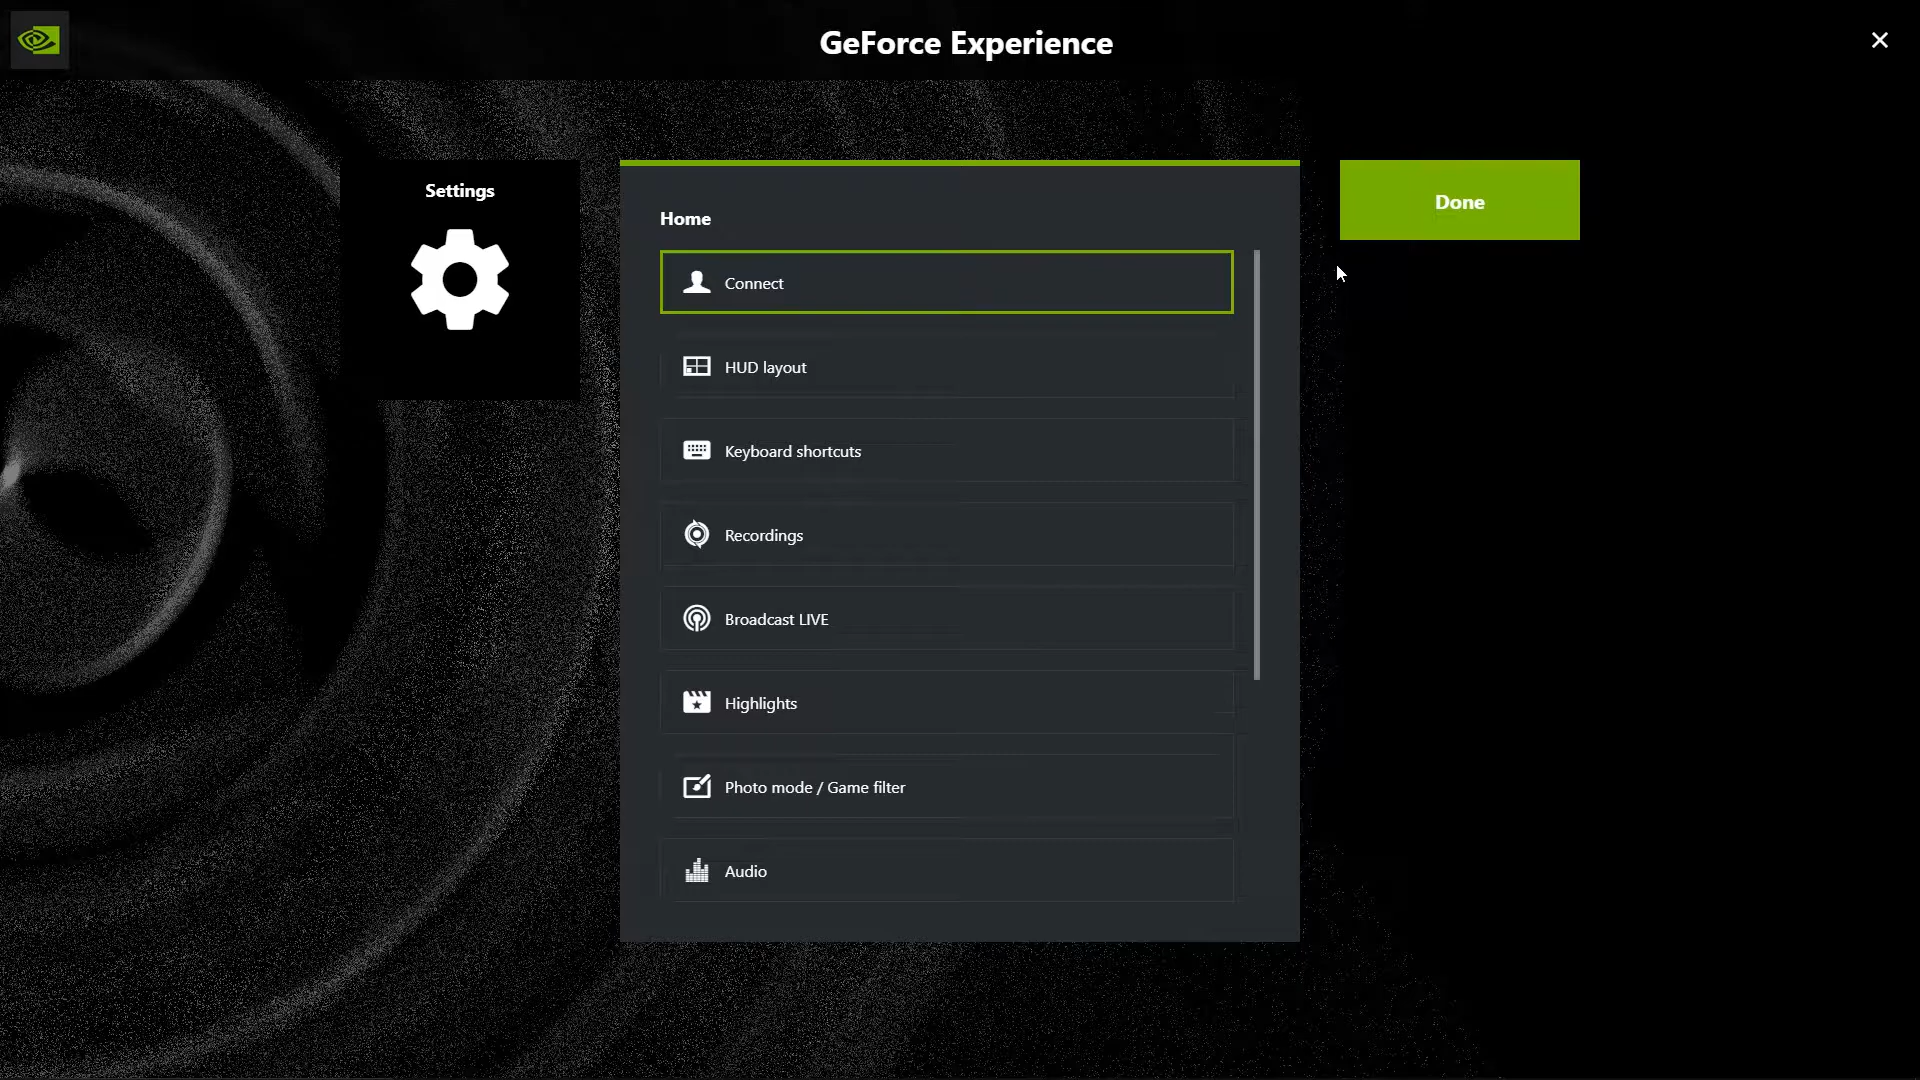 GeForce Experience
Settings
Home
Done
Connect
HUD layout
Keyboard shortcuts
Recordings
Broadcast LIVE
Highlights
Photo mode / Game filter
Audio